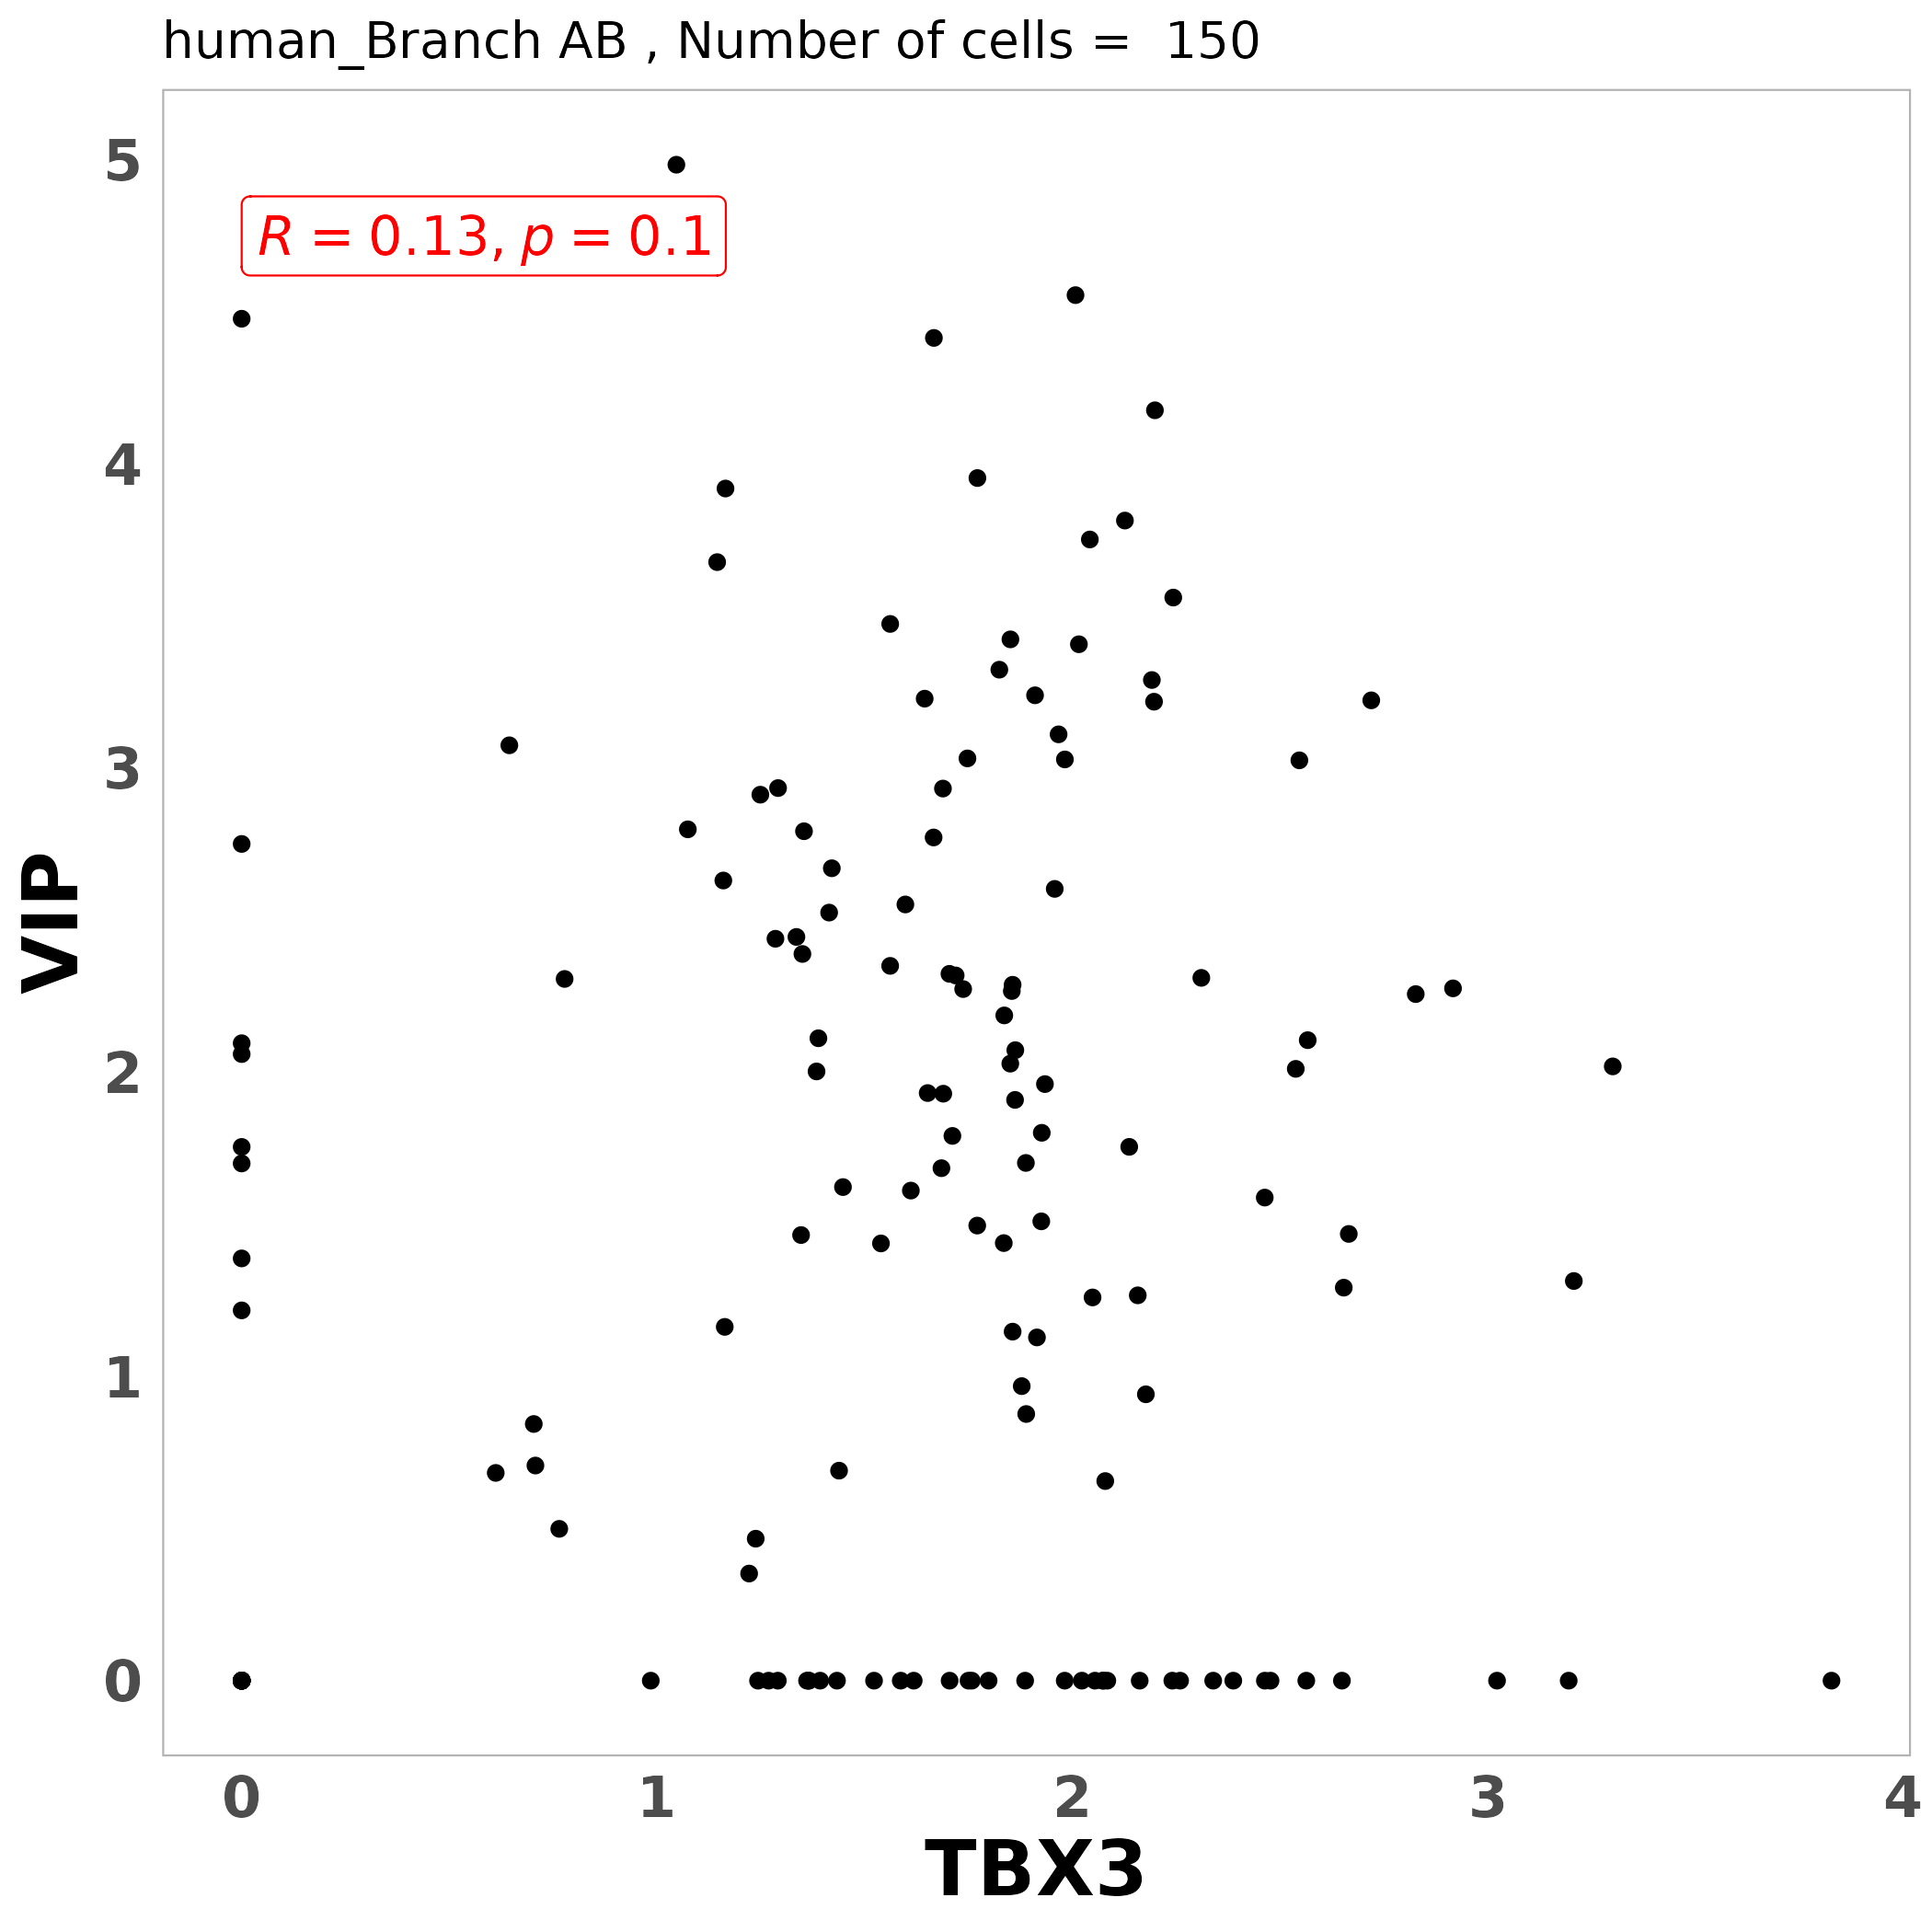 human_Branch AB , Number of cells =  150
5
R = 0.13, p = 0.1
4
3
VIP
2
1
0
0 1 2 3 4
TBX3